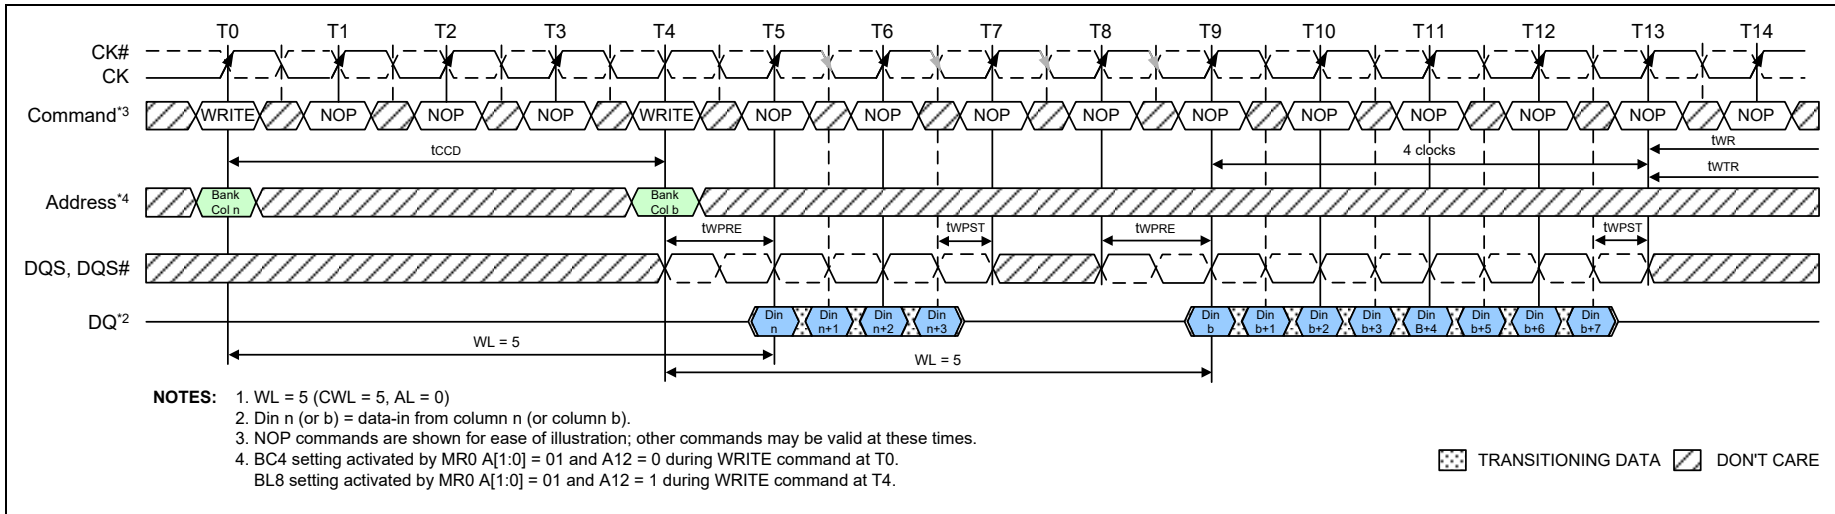 T0 T1 T2 T3 T4 T5 T6 T7 T8 T9 T10 T11 T12 T13 T14
CK#
CK
Command*3 WRITE NOP NOP NOP WRITE NOP NOP NOP NOP NOP NOP NOP NOP NOP NOP
tCCD 4 clocks tWR
tWTR
Address*4 Bank Col n Bank Col b
tWPRE tWPST tWPRE tWPST
DQS, DQS#
DQ*2 Din n Din n+1 Din n+2 Din n+3 Din b Din b+1 Din b+2 Din b+3 Din B+4 Din b+5 Din b+6 Din b+7
WL = 5
WL = 5
NOTES: 1. WL = 5 (CWL = 5, AL = 0)
2. Din n (or b) = data-in from column n (or column b).
3. NOP commands are shown for ease of illustration; other commands may be valid at these times.
4. BC4 setting activated by MR0 A[1:0] = 01 and A12 = 0 during WRITE command at T0.
BL8 setting activated by MR0 A[1:0] = 01 and A12 = 1 during WRITE command at T4.
TRANSITIONING DATA DON'T CARE